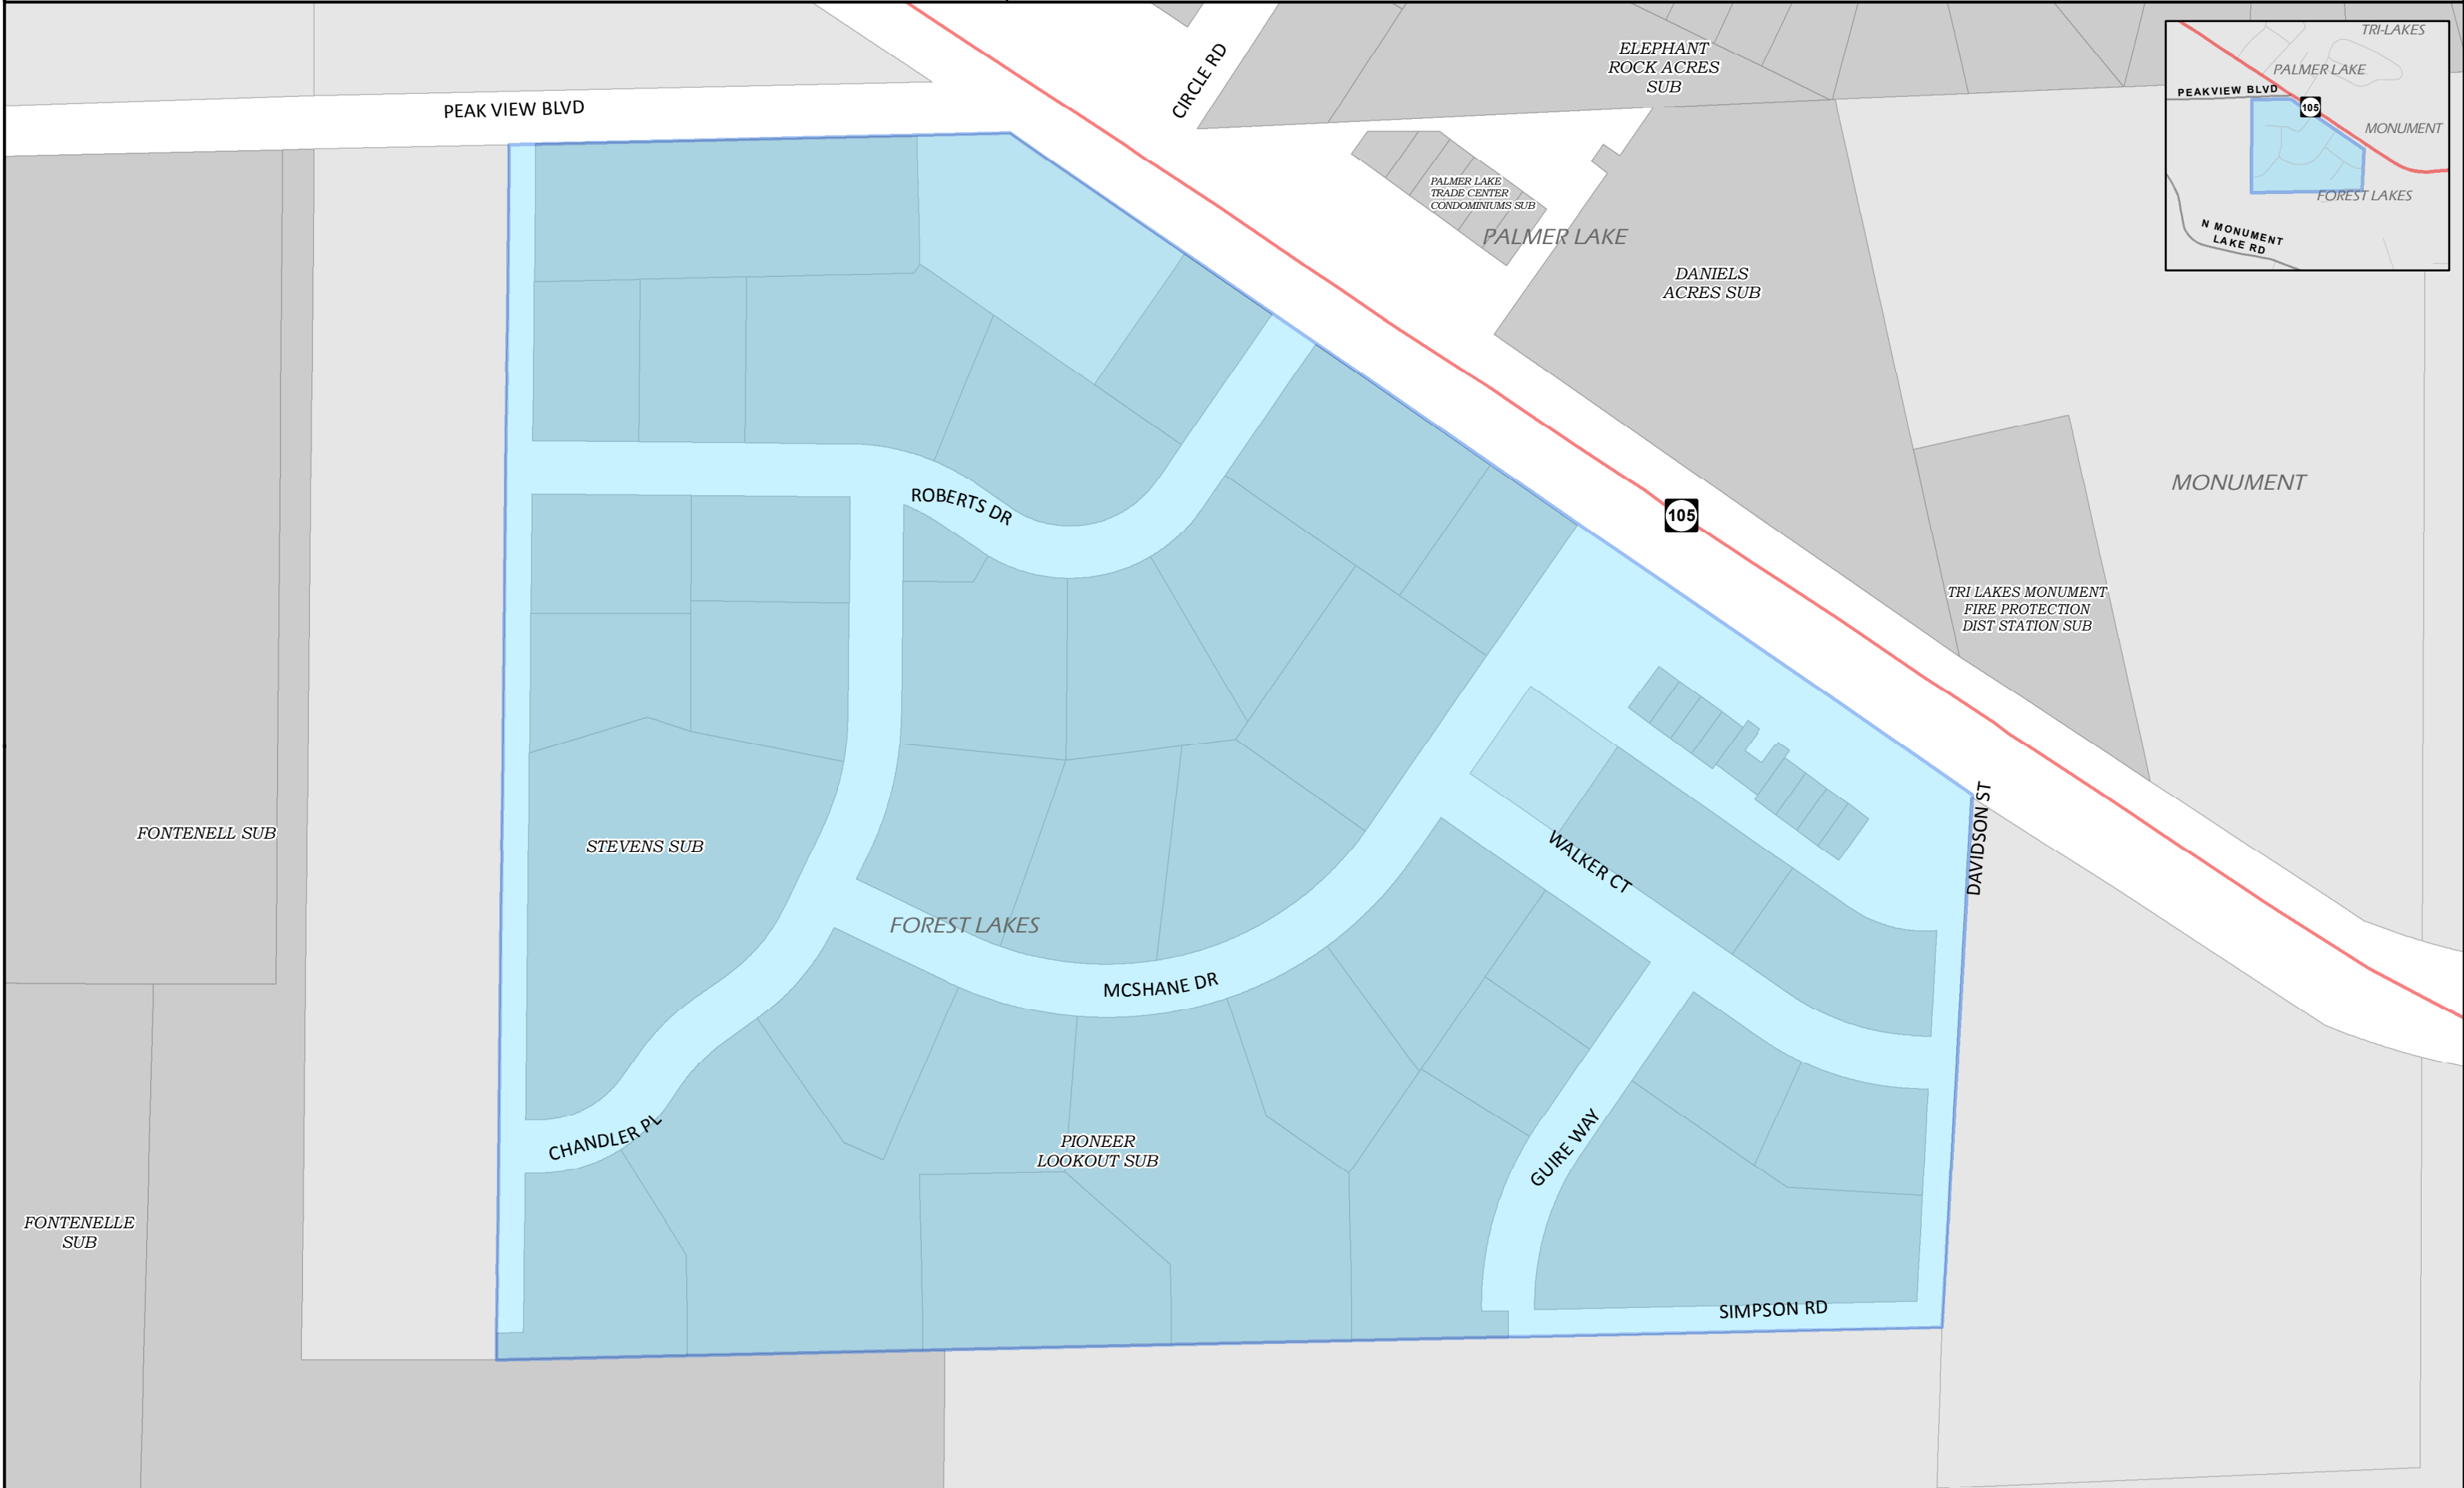 ELEPHANT
ROCK ACRES
SUB
CIRCLE RD
PEAK VIEW BLVD
TRI-LAKES
PALMER LAKE
PEAKVIEW BLVD
105
MONUMENT
FOREST LAKES
N MONUMENT
LAKE RD
PALMER LAKE
TRADE CENTER
CONDOMINIUMS SUB
PALMER LAKE
DANIELS
ACRES SUB
MONUMENT
ROBERTS DR
105
TRI LAKES MONUMENT
FIRE PROTECTION
DIST STATION SUB
FONTENELL SUB
STEVENS SUB
WALKER CT
DAVIDSON ST
FOREST LAKES
MCSHANE DR
CHANDLER PL
PIONEER
LOOKOUT SUB
GUIRE WAY
FONTENELLE
SUB
SIMPSON RD